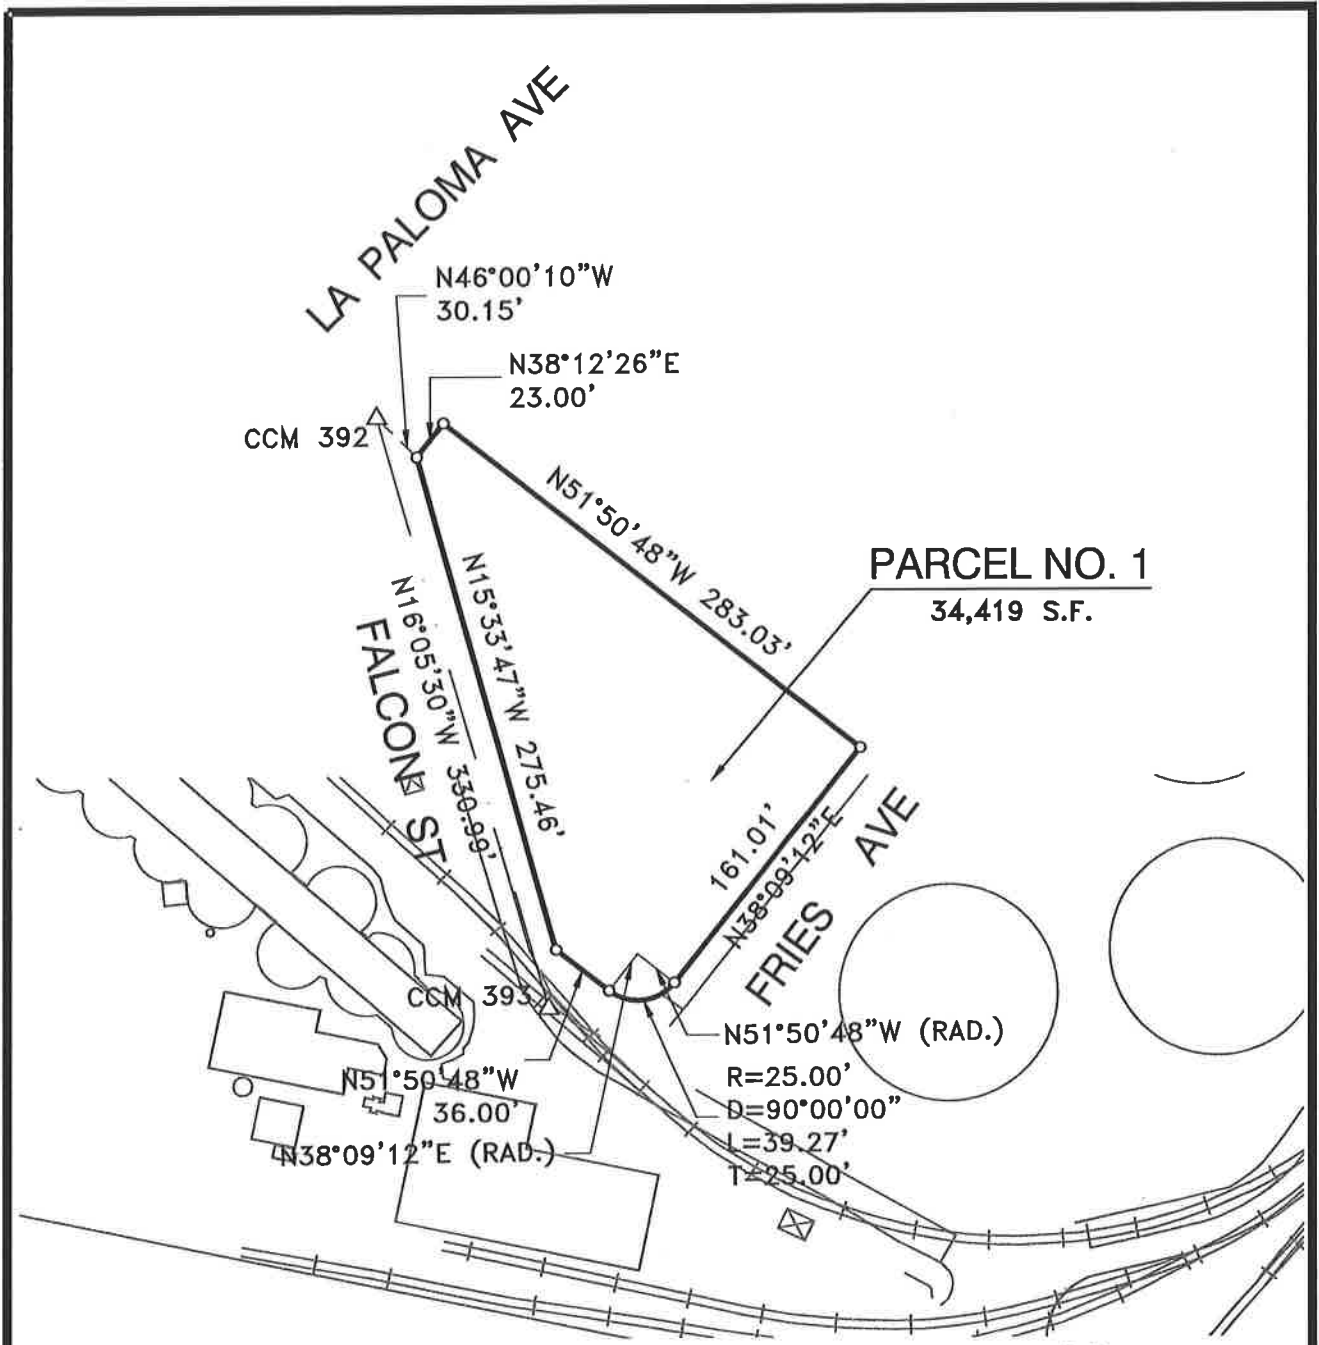 LA PALOMA AVE
N46°00'10"W
30.15'
N38°12'26"E
23.00'
CCM 392
N51°50'48"W 283.03'
PARCEL NO. 1
34,419 S.F.
N15°33'47"W 275.46'
N16°05'30"W 330.99'
FALCON ST
161.01'
N38°09'12"E
FRIES AVE
CCM 393
N51°50'48"W (RAD.)
R=25.00'
D=90°00'00"
L=39.27'
T=25.00'
N51°50'48"W
36.00'
N38°09'12"E (RAD.)